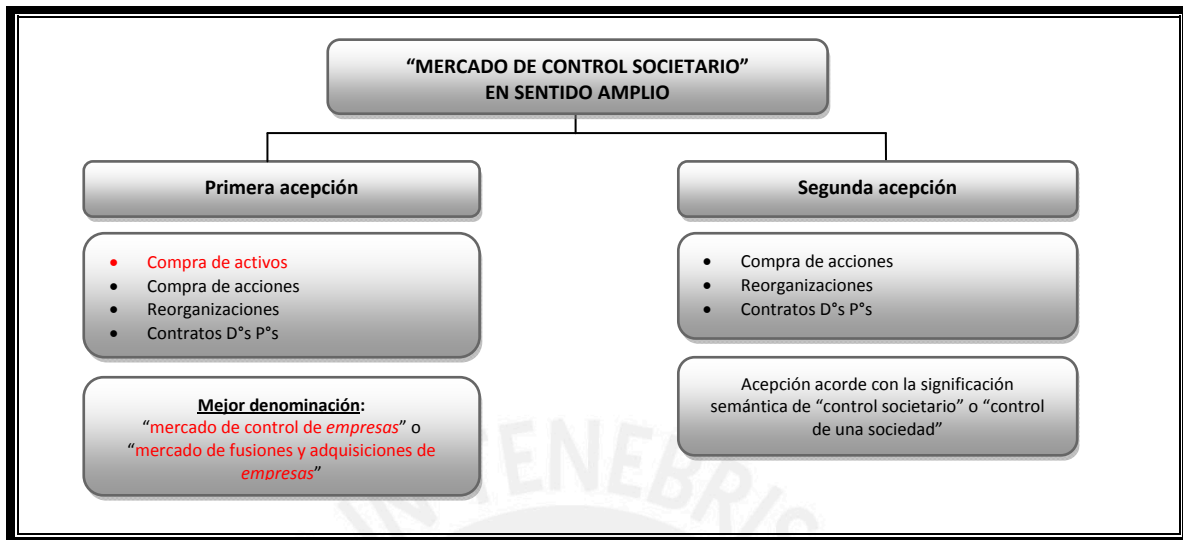 “MERCADO DE CONTROL SOCIETARIO”
EN SENTIDO AMPLIO
Primera acepción
• Compra de activos
• Compra de acciones
• Reorganizaciones
• Contratos D°s P°s
Mejor denominación:
“mercado de control de empresas” o
“mercado de fusiones y adquisiciones de
empresas”
Segunda acepción
• Compra de acciones
• Reorganizaciones
• Contratos D°s P°s
Acepción acorde con la significación
semántica de “control societario” o “control
de una sociedad”
IN TENEBRIS